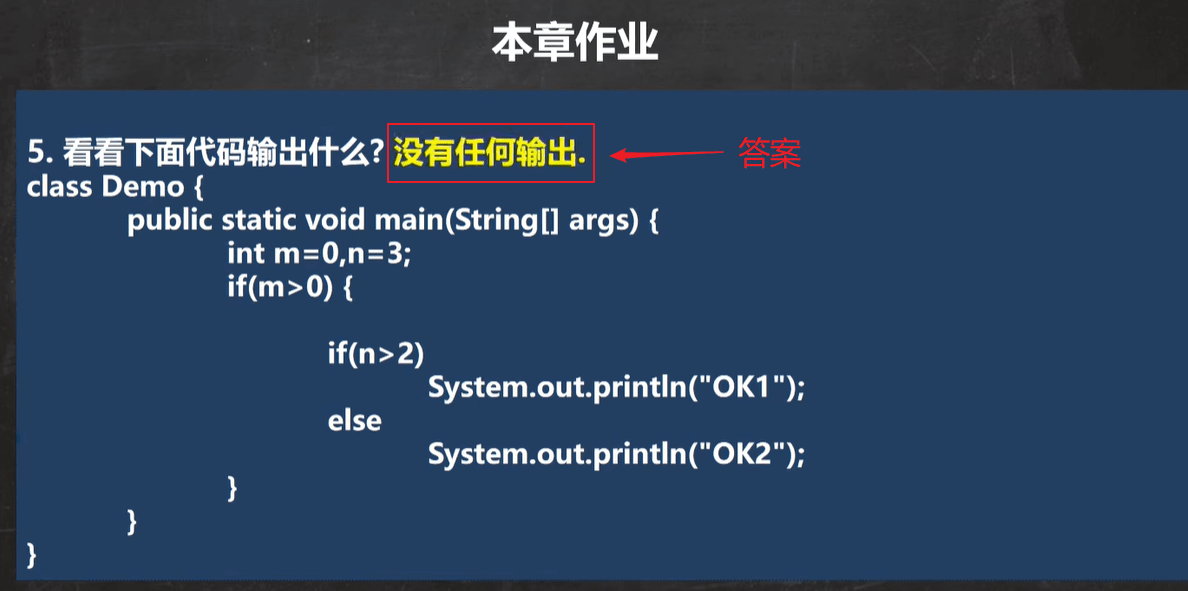 本章作业
5. 看看下面代码输出什么? 没有任何输出. 答案
class Demo {
public static void main(String[] args) {
int m=0,n=3;
if(m>0) {
if(n>2)
System.out.println("OK1");
else
System.out.println("OK2");
}
}
}